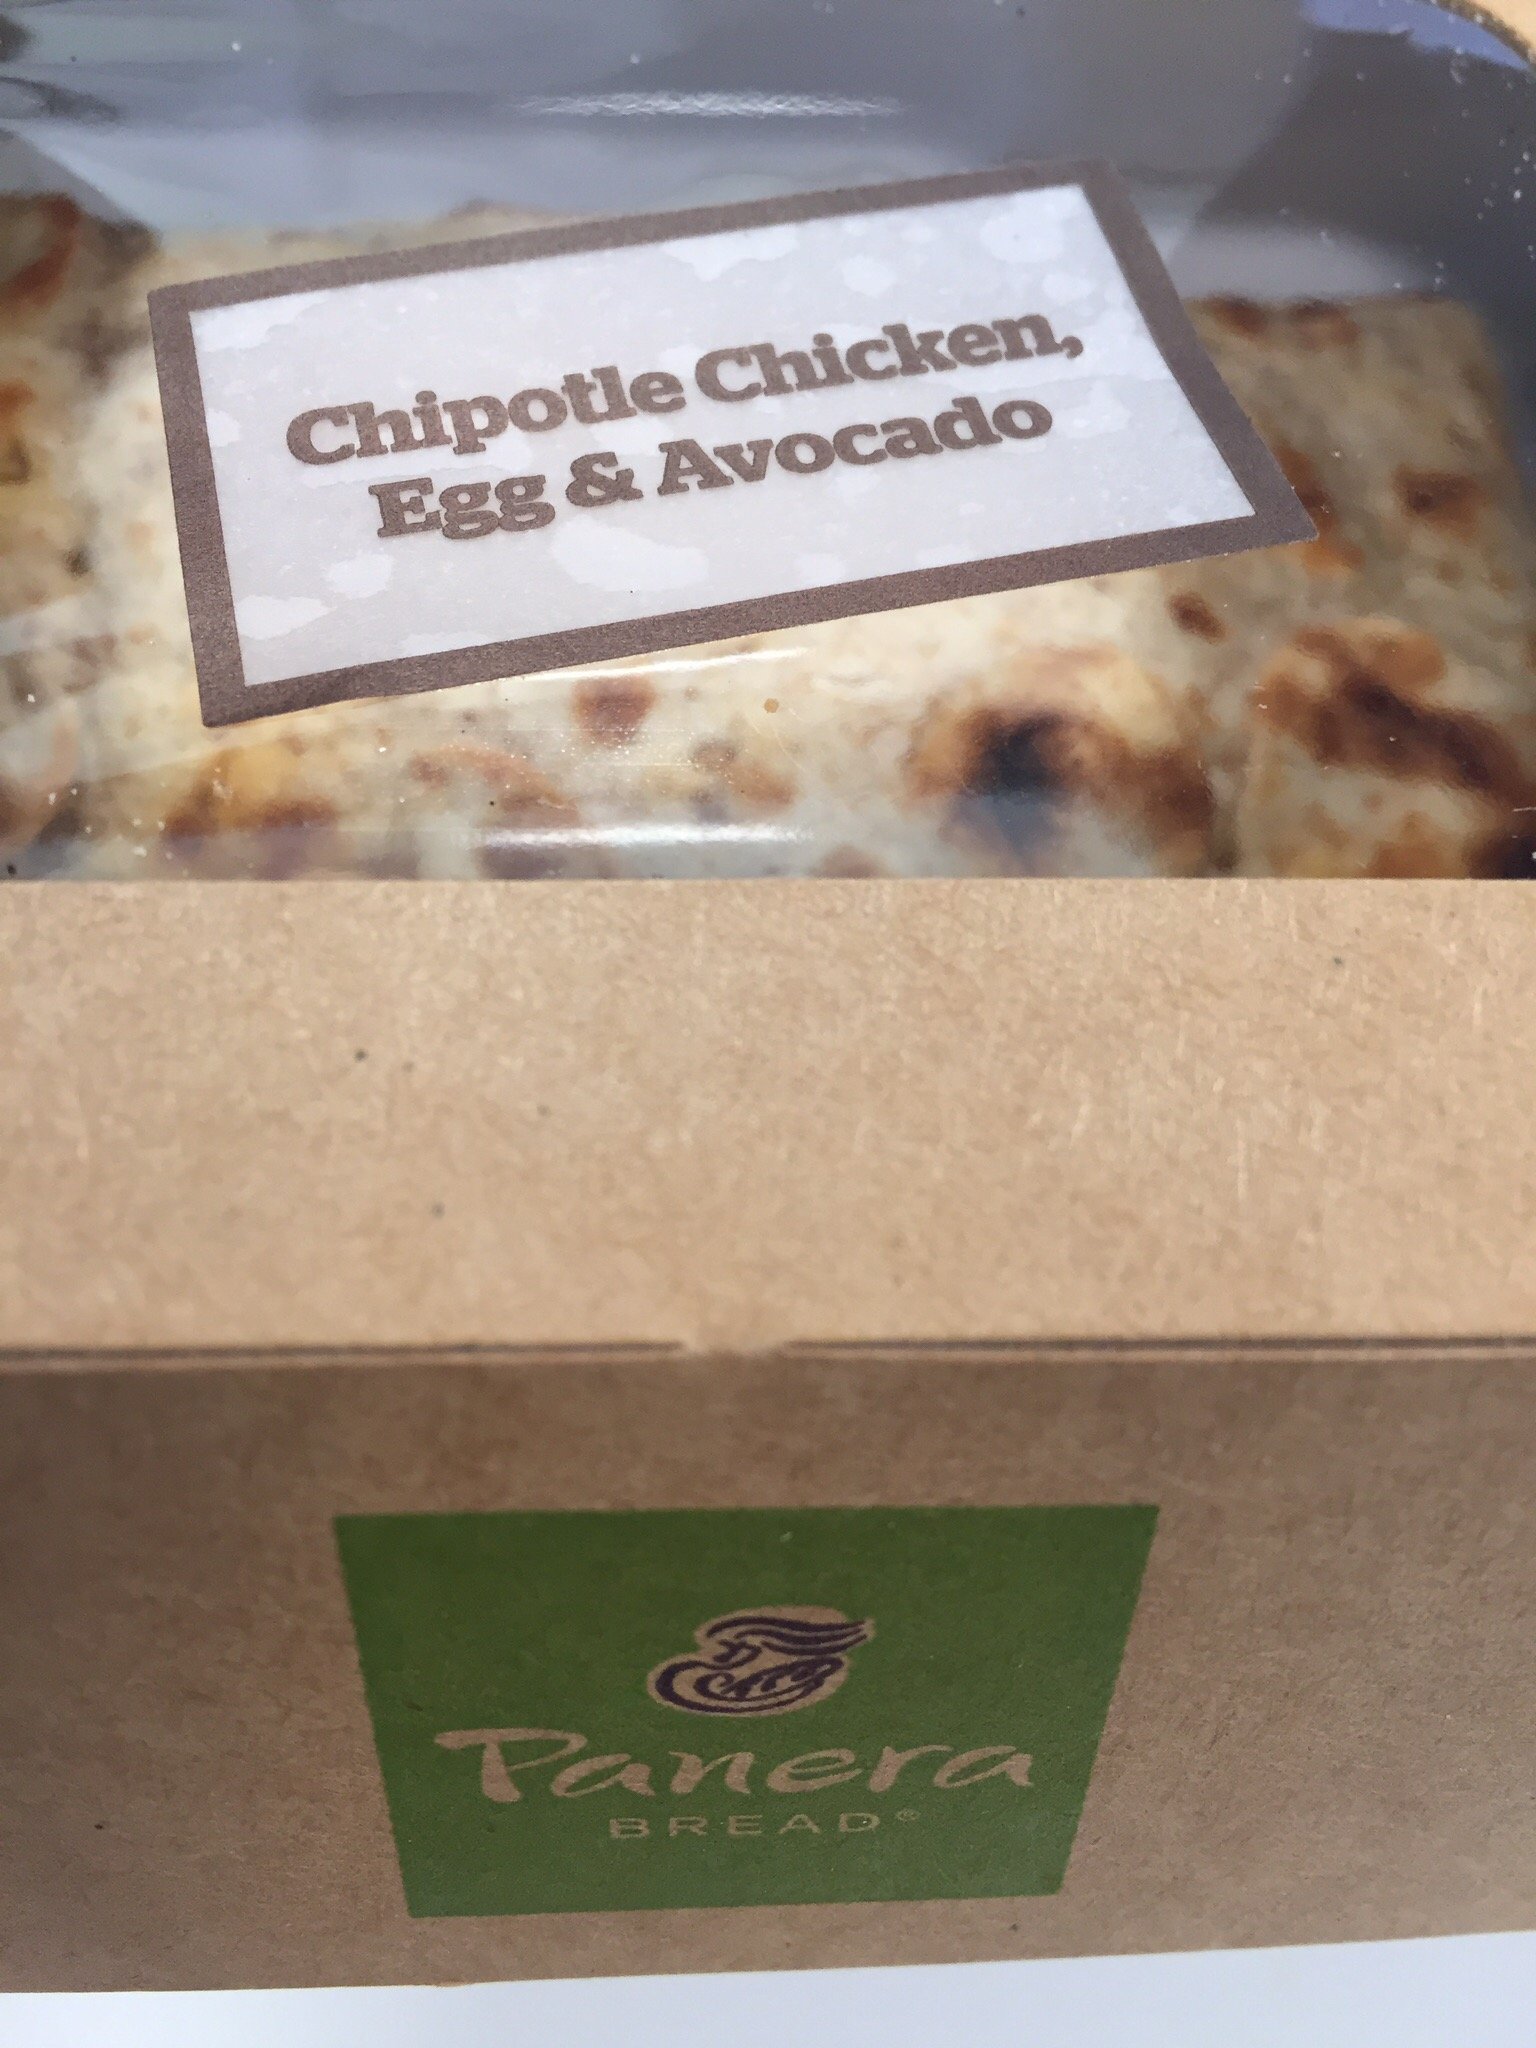 Chipotle Chicken,
Egg & Avocado
Panera
BREAD®